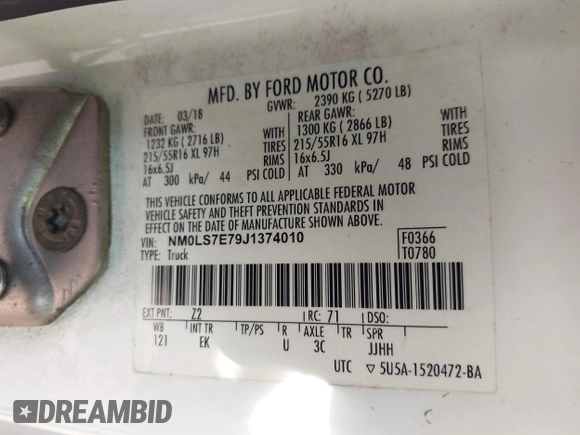 MFD. BY FORD MOTOR CO.
DATE: 03/18 GVWR: 2390 KG ( 5270 LB)
FRONT GAWR: REAR GAWR:
1232 KG ( 2716 LB) WITH 1300 KG ( 2866 LB) WITH
215/55R16 XL 97H TIRES 215/55R16 XL 97H TIRES
16x6.5J RIMS 16x6.5J RIMS
AT 300 kPa/ 44 PSI COLD AT 330 kPa/ 48 PSI COLD
THIS VEHICLE CONFORMS TO ALL APPLICABLE FEDERAL MOTOR
VEHICLE SAFETY AND THEFT PREVENTION STANDARDS IN
EFFECT ON THE DATE OF MANUFACTURE SHOWN ABOVE.
VIN: NM0LS7E79J1374010 F0366
TYPE: Truck T0780
EXT PNT: Z2 RC: 71 DSO:
WB INT TR TP/PS R AXLE TR SPR
121 EK U 3C JJHH
UTC ▽ 5U5A-1520472-BA
DREAMBID